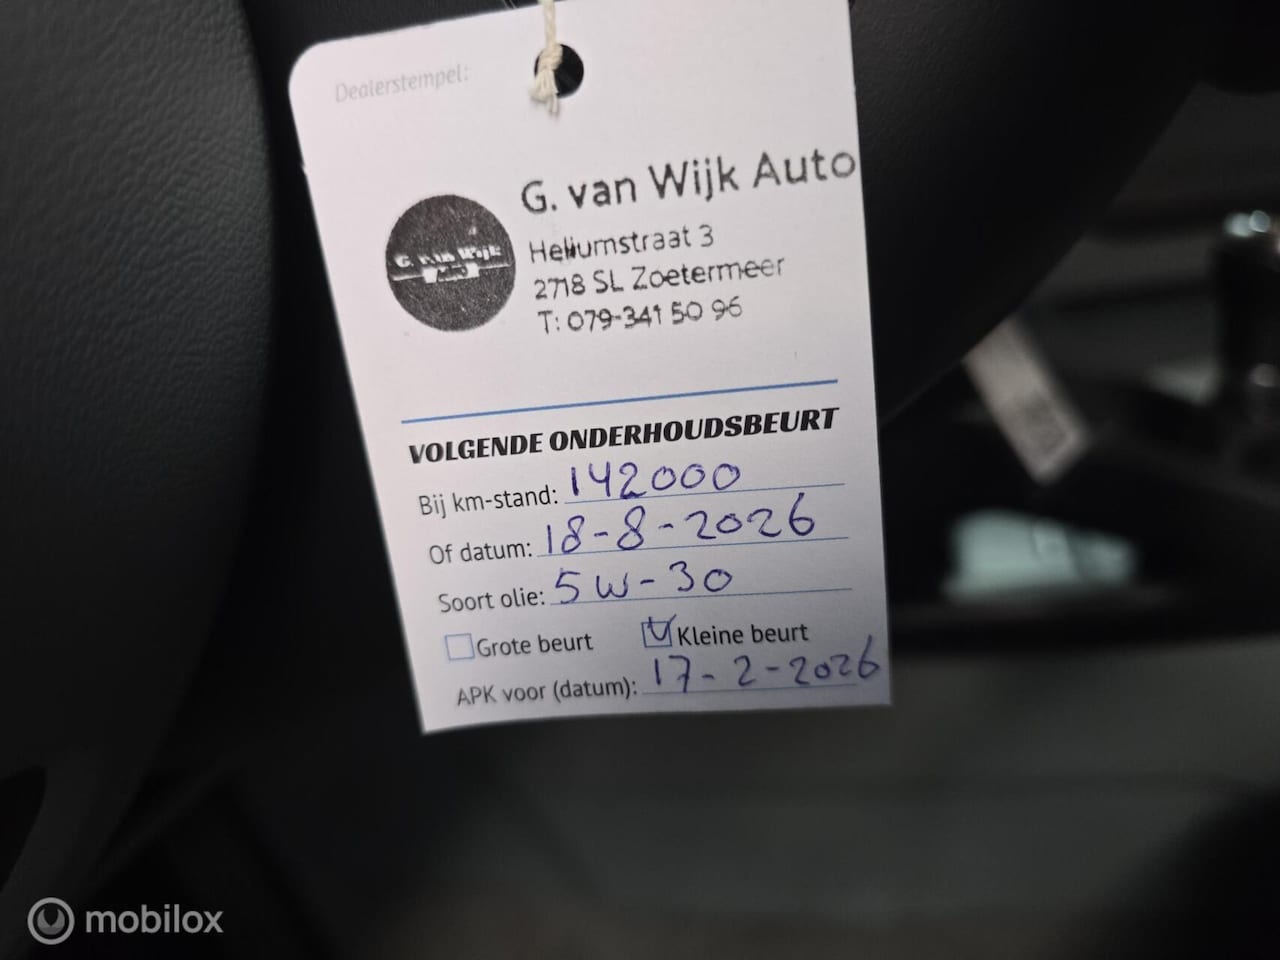 Dealerstempel:
G. van Wijk Auto
Heliumstraat 3
2718 SL Zoetermeer
T: 079-341 50 96
G. van Wijk
VOLGENDE ONDERHOUDSBEURT
Bij km-stand: 142000
Of datum: 18-8-2026
Soort olie: 5W-30
Grote beurt Kleine beurt
APK voor (datum): 17-2-2026
mobilox